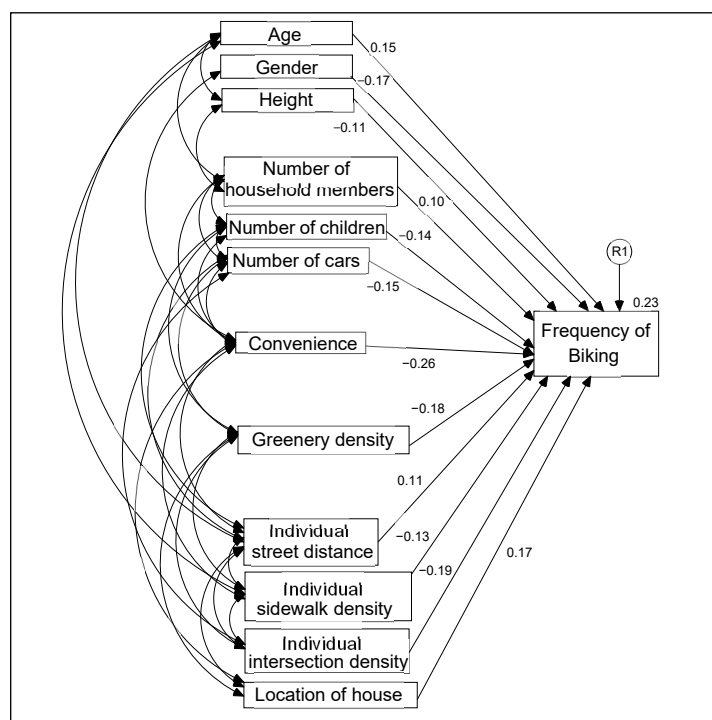 Age
0.15
Gender
−0.17
Height
−0.11
Number of
household members
0.10
Number of children
−0.14
Number of cars
−0.15
R1
0.23
Frequency of
Biking
Convenience
−0.26
−0.18
Greenery density
0.11
Individual
street distance
−0.13
0.17
−0.19
Individual
sidewalk density
Individual
intersection density
Location of house